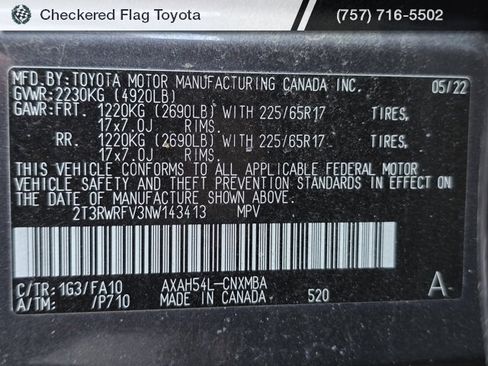 Checkered Flag Toyota
(757) 716-5502
MFD. BY:TOYOTA MOTOR MANUFACTURING CANADA INC. 05/22
GVWR:2230KG (4920LB)
GAWR:FRT. 1220KG (2690LB) WITH 225/65R17 TIRES,
17x7.0J RIMS.
RR. 1220KG (2690LB) WITH 225/65R17 TIRES,
17x7.0J RIMS.
THIS VEHICLE CONFORMS TO ALL APPLICABLE FEDERAL MOTOR
VEHICLE SAFETY AND THEFT PREVENTION STANDARDS IN EFFECT ON
THE DATE OF MANUFACTURE SHOWN ABOVE.
2T3RWRFV3NW143413 MPV
C/TR:1G3/FA10 AXAH54L-CNXMBA A
A/TM: /P710 MADE IN CANADA 520